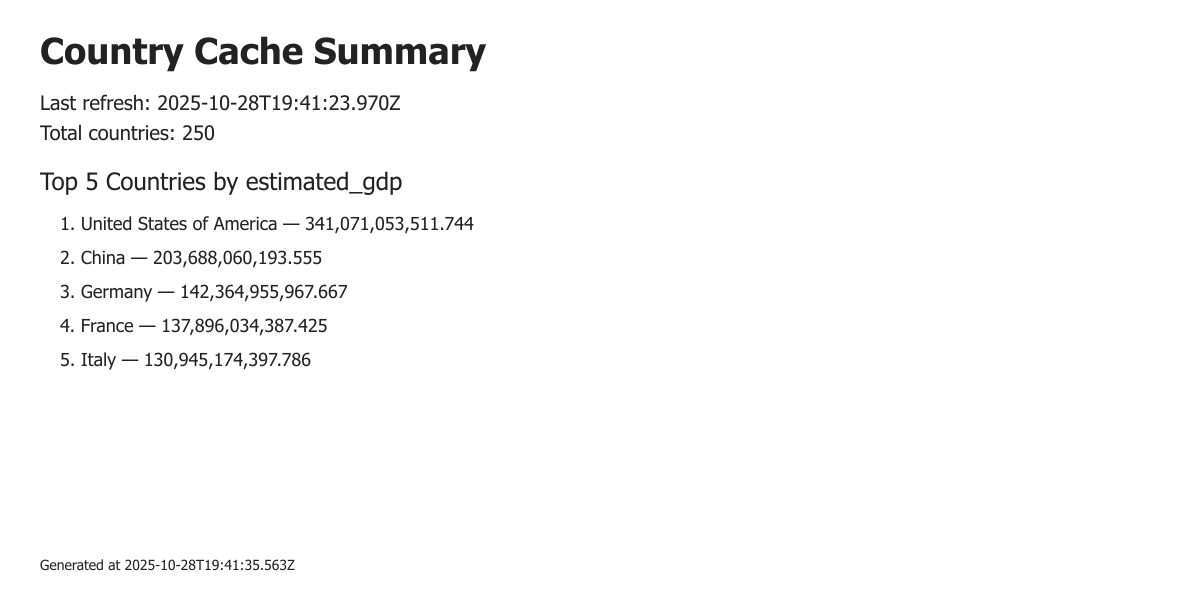 Country Cache Summary
Last refresh: 2025-10-28T19:41:23.970Z
Total countries: 250
Top 5 Countries by estimated_gdp
1. United States of America — 341,071,053,511.744
2. China — 203,688,060,193.555
3. Germany — 142,364,955,967.667
4. France — 137,896,034,387.425
5. Italy — 130,945,174,397.786
Generated at 2025-10-28T19:41:35.563Z